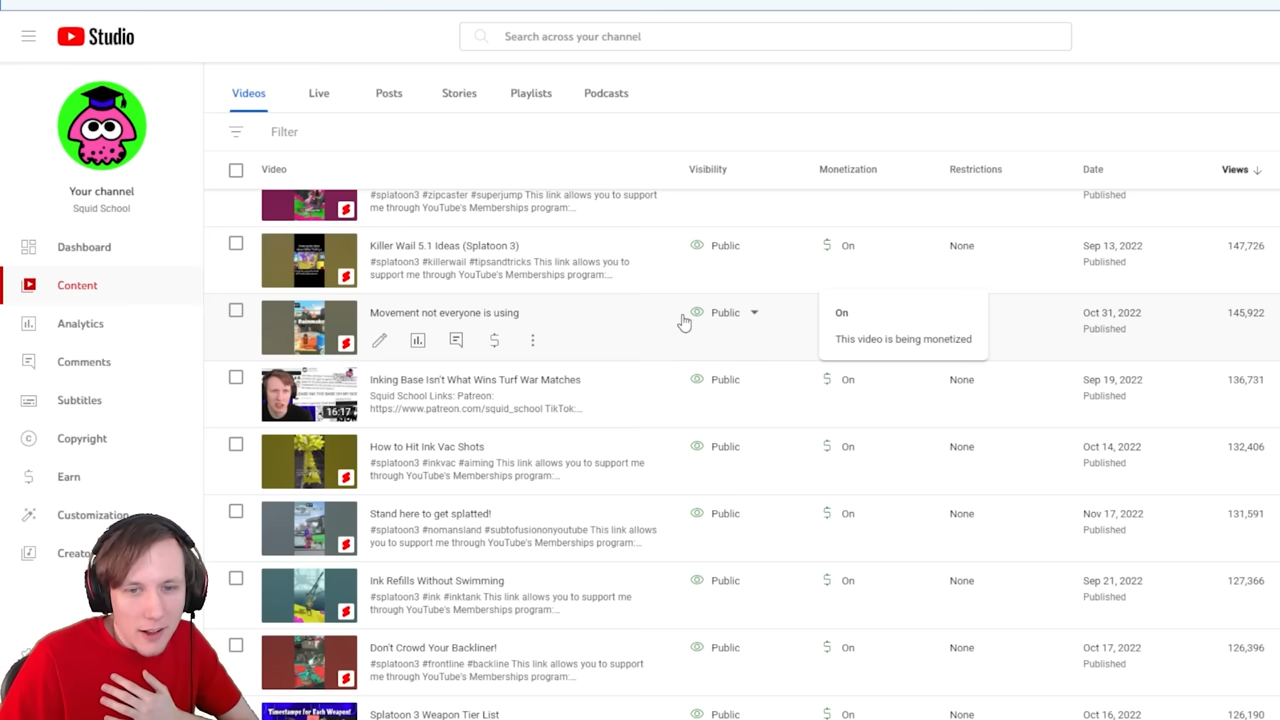 Studio
Search across your channel
Your channel
Squid School
Dashboard
Content
Analytics
Comments
Subtitles
Copyright
Earn
Customization
Videos Live Posts Stories Playlists Podcasts
Filter
Video Visibility Monetization Restrictions Date Views
#splatoon3 #zipcaster #superjump This link allows you to support
me through YouTube's Memberships program:...
Published
Killer Wail 5.1 Ideas (Splatoon 3) Public On None Sep 13, 2022 147,726
#splatoon3 #killerwail #tipsandtricks This link allows you to Published
support me through YouTube's Memberships program:...
Movement not everyone is using Public On Oct 31, 2022 145,922
This video is being monetized
Published
Inking Base Isn't What Wins Turf War Matches Public On None Sep 19, 2022 136,731
Squid School Links: Patreon: Published
https://www.patreon.com/squid_school TikTok:...
16:17
How to Hit Ink Vac Shots Public On None Oct 14, 2022 132,406
#splatoon3 #inkvac #aiming This link allows you to support me Published
through YouTube's Memberships program:...
Stand here to get splatted! Public On None Nov 17, 2022 131,591
#splatoon3 #nomansland #subtofusiononyoutube This link allows Published
you to support me through YouTube's Memberships program:...
Ink Refills Without Swimming Public On None Sep 21, 2022 127,366
#splatoon3 #ink #inktank This link allows you to support me Published
through YouTube's Memberships program:...
Don't Crowd Your Backliner! Public On None Oct 17, 2022 126,396
#splatoon3 #frontline #backline This link allows you to support Published
me through YouTube's Memberships program:...
Timestamps for Each Weapon!
Splatoon 3 Weapon Tier List Public On None Oct 16, 2022 126,190